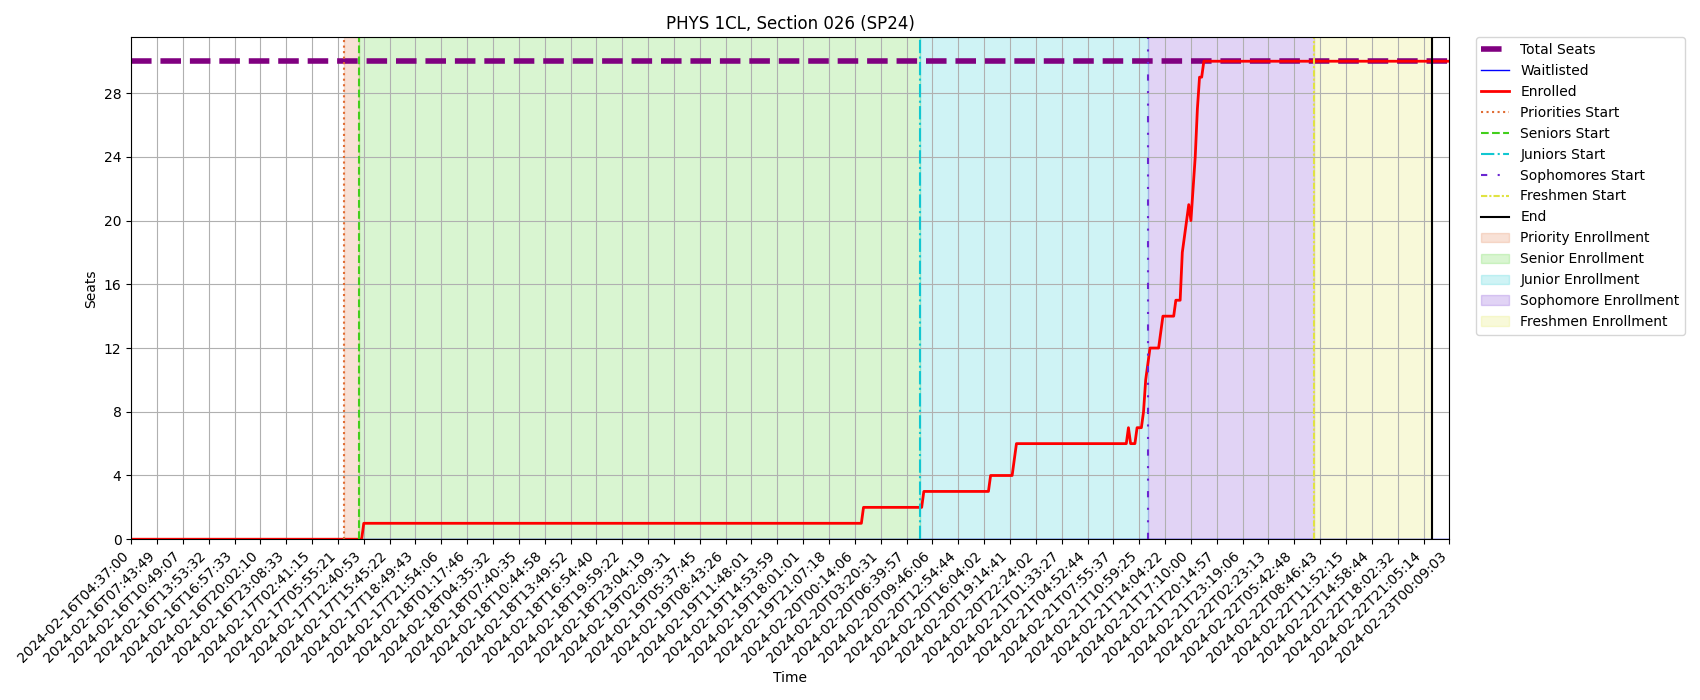 PHYS 1CL, Section 026 (SP24)
Seats
28
24
20
16
12
8
4
0
2024-02-16T04:37:00
2024-02-16T07:43:49
2024-02-16T10:49:07
2024-02-16T13:53:32
2024-02-16T16:57:33
2024-02-16T20:02:10
2024-02-16T23:08:33
2024-02-17T02:41:15
2024-02-17T05:55:21
2024-02-17T12:40:53
2024-02-17T15:45:22
2024-02-17T18:49:43
2024-02-17T21:54:06
2024-02-18T01:17:46
2024-02-18T04:35:32
2024-02-18T07:40:35
2024-02-18T10:44:58
2024-02-18T13:49:52
2024-02-18T16:54:40
2024-02-18T19:59:22
2024-02-18T23:04:19
2024-02-19T02:09:31
2024-02-19T05:37:45
2024-02-19T08:43:26
2024-02-19T11:48:01
2024-02-19T14:53:59
2024-02-19T18:01:01
2024-02-19T21:07:18
2024-02-20T00:14:06
2024-02-20T03:20:31
2024-02-20T06:39:57
2024-02-20T09:46:06
2024-02-20T12:54:44
2024-02-20T16:04:02
2024-02-20T19:14:41
2024-02-20T22:24:02
2024-02-21T01:33:27
2024-02-21T04:52:44
2024-02-21T07:55:37
2024-02-21T10:59:25
2024-02-21T14:04:22
2024-02-21T17:10:00
2024-02-21T20:14:57
2024-02-21T23:19:06
2024-02-22T02:23:13
2024-02-22T05:42:48
2024-02-22T08:46:43
2024-02-22T11:52:15
2024-02-22T14:58:44
2024-02-22T18:02:32
2024-02-22T21:05:14
2024-02-23T00:09:03
Time
Total Seats
Waitlisted
Enrolled
Priorities Start
Seniors Start
Juniors Start
Sophomores Start
Freshmen Start
End
Priority Enrollment
Senior Enrollment
Junior Enrollment
Sophomore Enrollment
Freshmen Enrollment